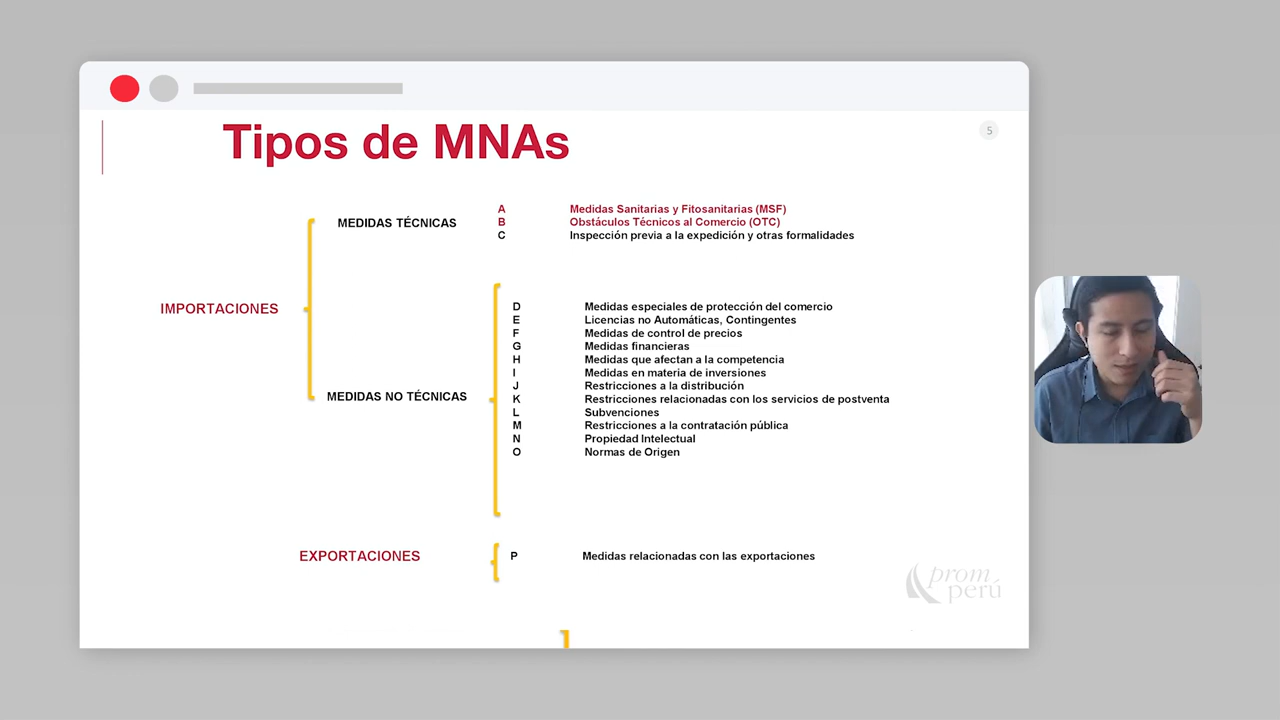 Tipos de MNAs
5
IMPORTACIONES
MEDIDAS TÉCNICAS
A Medidas Sanitarias y Fitosanitarias (MSF)
B Obstáculos Técnicos al Comercio (OTC)
C Inspección previa a la expedición y otras formalidades
MEDIDAS NO TÉCNICAS
D Medidas especiales de protección del comercio
E Licencias no Automáticas, Contingentes
F Medidas de control de precios
G Medidas financieras
H Medidas que afectan a la competencia
I Medidas en materia de inversiones
J Restricciones a la distribución
K Restricciones relacionadas con los servicios de postventa
L Subvenciones
M Restricciones a la contratación pública
N Propiedad Intelectual
O Normas de Origen
EXPORTACIONES
P Medidas relacionadas con las exportaciones
prom
perú